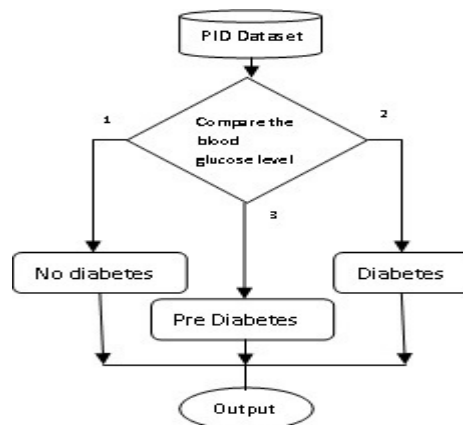 PID Dataset
1
2
Compare the
blood
glucose level
3
No diabetes
Diabetes
Pre Diabetes
Output